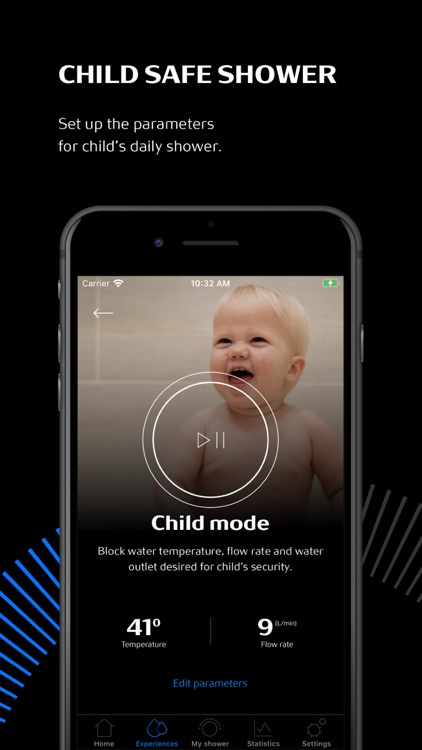 CHILD SAFE SHOWER
Set up the parameters
for child's daily shower.
Carrier
10:32 AM
Child mode
Block water temperature, flow rate and water
outlet desired for child's security.
41º
9 (L/min)
Temperature
Flow rate
Edit parameters
Home Experiences My shower Statistics Settings